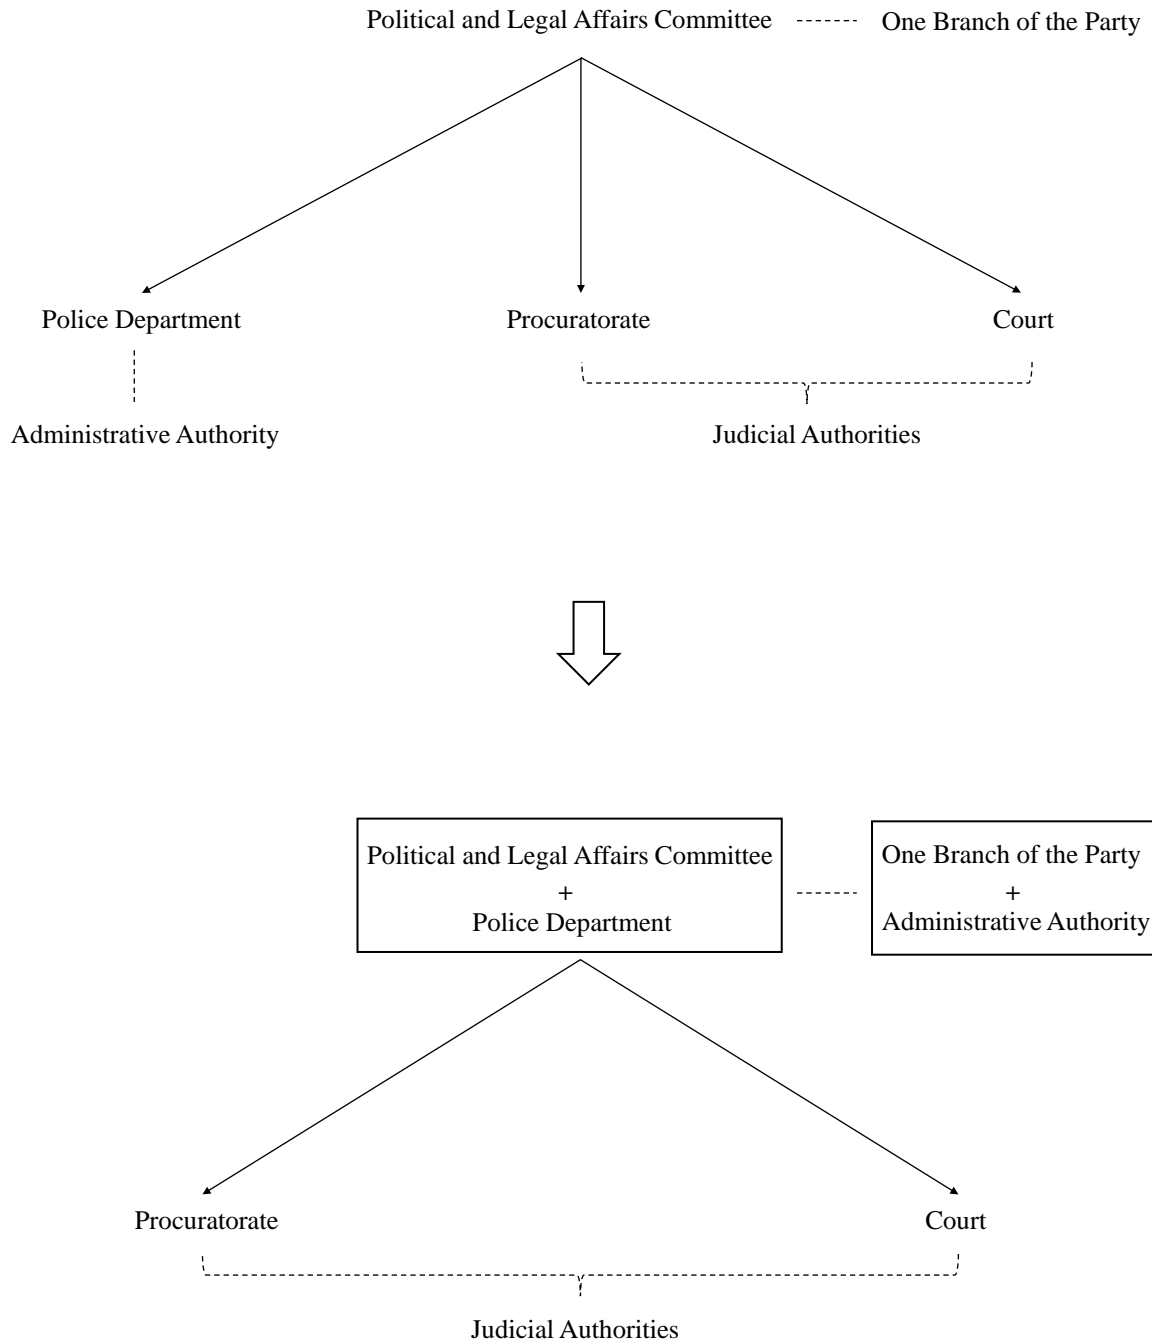 Political and Legal Affairs Committee
One Branch of the Party
Police Department
Procuratorate
Court
Administrative Authority
Judicial Authorities
Political and Legal Affairs Committee
+
Police Department
One Branch of the Party
+
Administrative Authority
Procuratorate
Court
Judicial Authorities